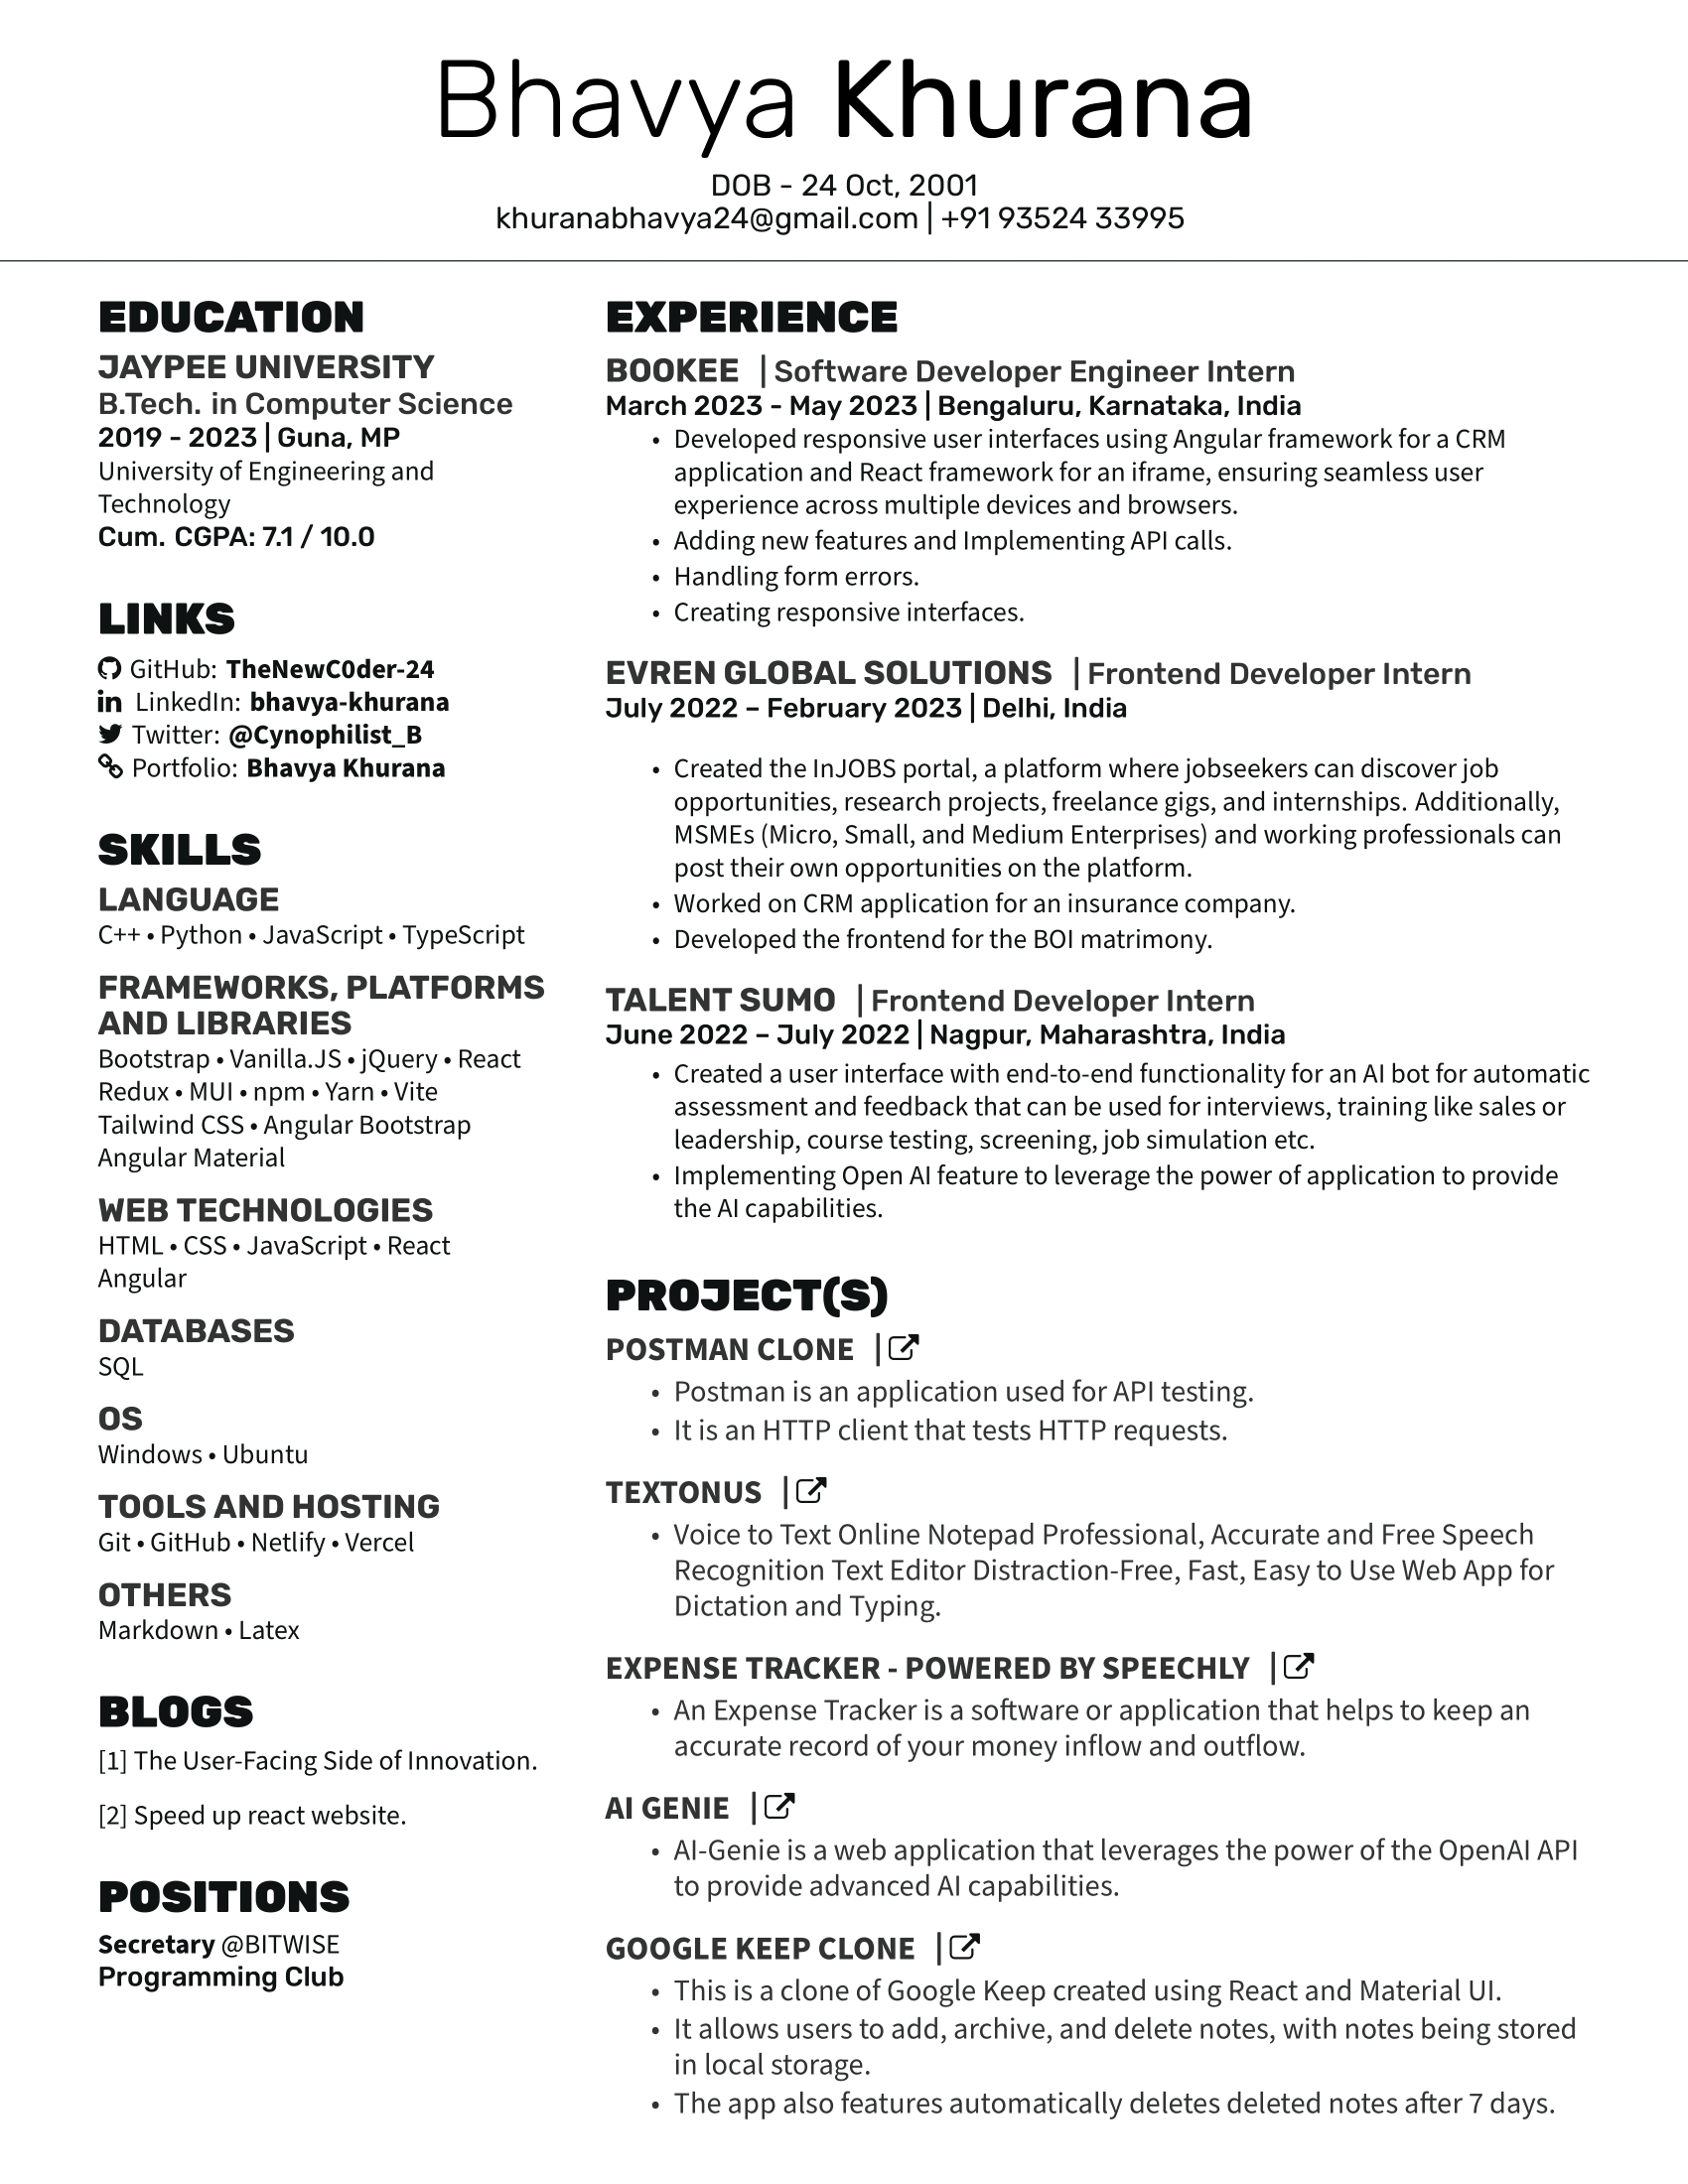 Bhavya Khurana
DOB - 24 Oct, 2001
khuranabhavya24@gmail.com | +91 93524 33995
EDUCATION
JAYPEE UNIVERSITY
B.Tech. in Computer Science
2019 - 2023 | Guna, MP
University of Engineering and
Technology
Cum. CGPA: 7.1 / 10.0
LINKS
GitHub: TheNewC0der-24
LinkedIn: bhavya-khurana
Twitter: @Cynophilist_B
Portfolio: Bhavya Khurana
SKILLS
LANGUAGE
C++ • Python • JavaScript • TypeScript
FRAMEWORKS, PLATFORMS
AND LIBRARIES
Bootstrap • Vanilla.JS • jQuery • React
Redux • MUI • npm • Yarn • Vite
Tailwind CSS • Angular Bootstrap
Angular Material
WEB TECHNOLOGIES
HTML • CSS • JavaScript • React
Angular
DATABASES
SQL
OS
Windows • Ubuntu
TOOLS AND HOSTING
Git • GitHub • Netlify • Vercel
OTHERS
Markdown • Latex
BLOGS
[1] The User-Facing Side of Innovation.
[2] Speed up react website.
POSITIONS
Secretary @BITWISE
Programming Club
EXPERIENCE
BOOKEE | Software Developer Engineer Intern
March 2023 - May 2023 | Bengaluru, Karnataka, India
• Developed responsive user interfaces using Angular framework for a CRM
application and React framework for an iframe, ensuring seamless user
experience across multiple devices and browsers.
• Adding new features and Implementing API calls.
• Handling form errors.
• Creating responsive interfaces.
EVREN GLOBAL SOLUTIONS | Frontend Developer Intern
July 2022 – February 2023 | Delhi, India
• Created the InJOBS portal, a platform where jobseekers can discover job
opportunities, research projects, freelance gigs, and internships. Additionally,
MSMEs (Micro, Small, and Medium Enterprises) and working professionals can
post their own opportunities on the platform.
• Worked on CRM application for an insurance company.
• Developed the frontend for the BOI matrimony.
TALENT SUMO | Frontend Developer Intern
June 2022 – July 2022 | Nagpur, Maharashtra, India
• Created a user interface with end-to-end functionality for an AI bot for automatic
assessment and feedback that can be used for interviews, training like sales or
leadership, course testing, screening, job simulation etc.
• Implementing Open AI feature to leverage the power of application to provide
the AI capabilities.
PROJECT(S)
POSTMAN CLONE |
• Postman is an application used for API testing.
• It is an HTTP client that tests HTTP requests.
TEXTONUS |
• Voice to Text Online Notepad Professional, Accurate and Free Speech
Recognition Text Editor Distraction-Free, Fast, Easy to Use Web App for
Dictation and Typing.
EXPENSE TRACKER - POWERED BY SPEECHLY |
• An Expense Tracker is a software or application that helps to keep an
accurate record of your money inflow and outflow.
AI GENIE |
• AI-Genie is a web application that leverages the power of the OpenAI API
to provide advanced AI capabilities.
GOOGLE KEEP CLONE |
• This is a clone of Google Keep created using React and Material UI.
• It allows users to add, archive, and delete notes, with notes being stored
in local storage.
• The app also features automatically deletes deleted notes after 7 days.